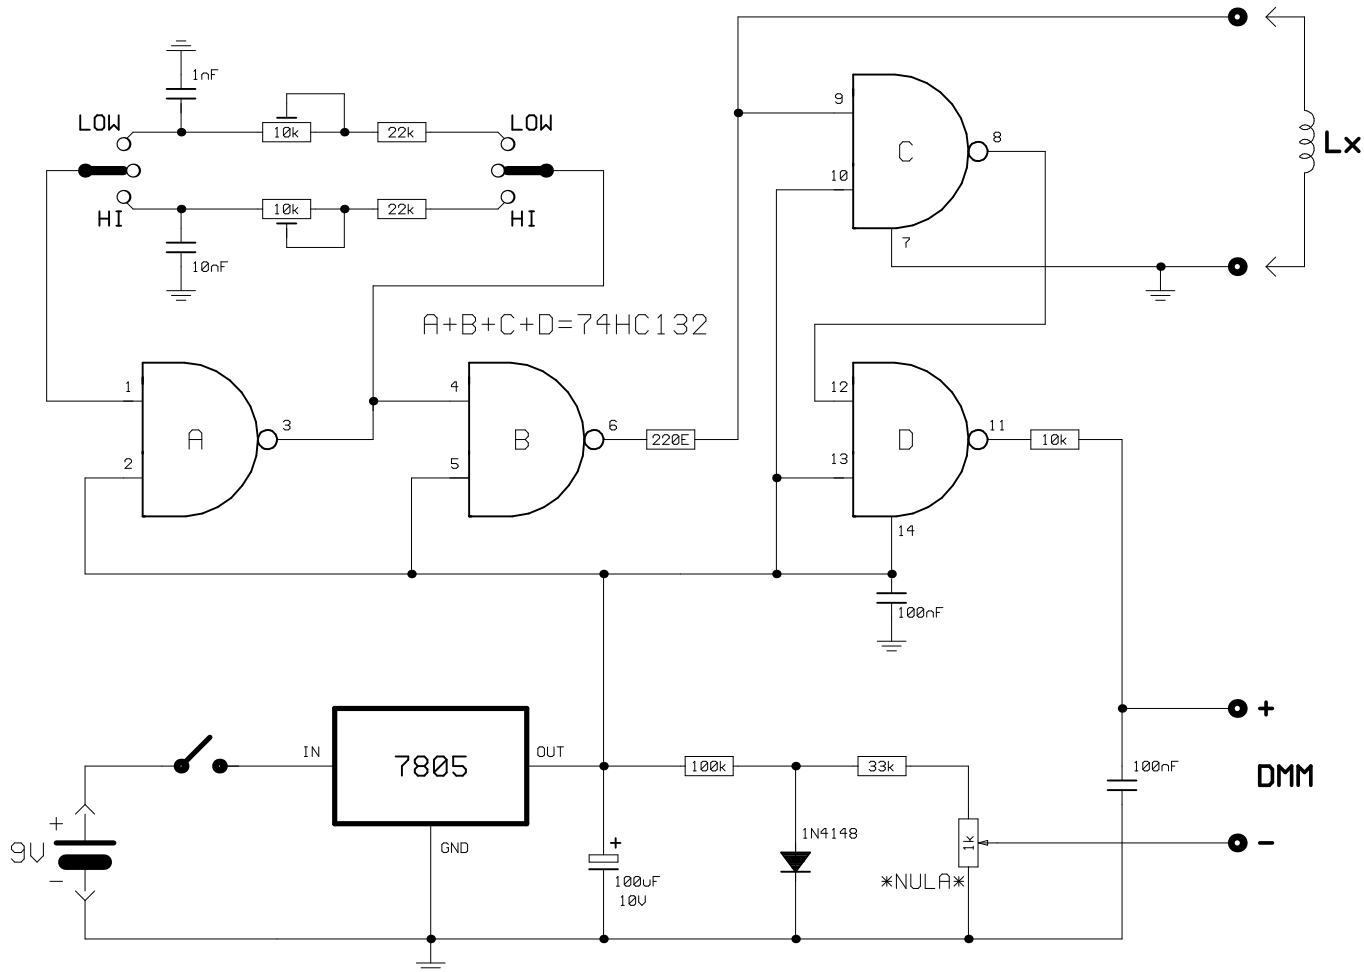 1nF
LOW
10k
22k
LOW
HI
10k
22k
HI
10nF
9
C
8
10
7
Lx
A+B+C+D=74HC132
1
A
3
2
4
B
6
5
220E
12
D
11
13
14
10k
100nF
IN
7805
OUT
GND
9V
+
−
100k
33k
1N4148
1k
*NULA*
+
100uF
10V
100nF
+
DMM
−